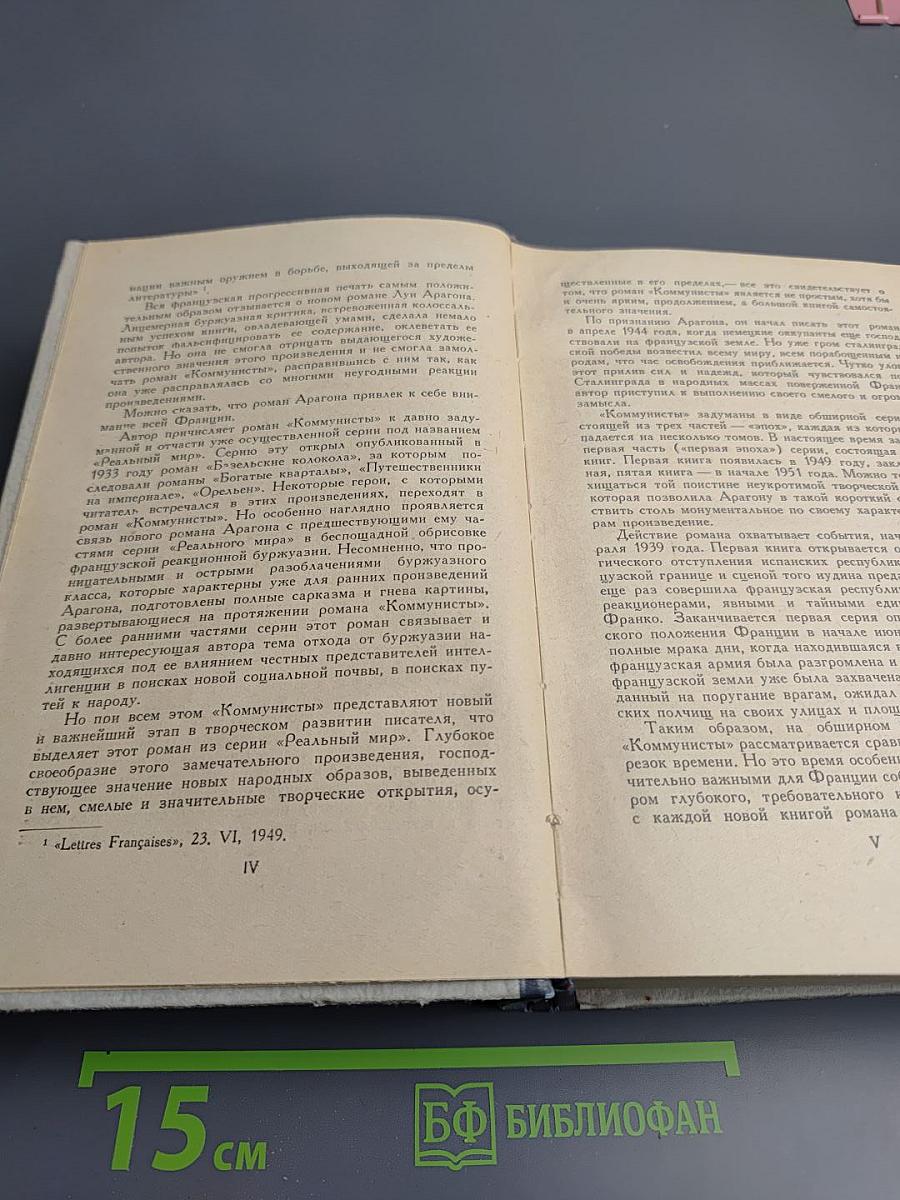 нации важным оружием в борьбе, выходящей за пределы
литературы» ¹.
Вся французская прогрессивная печать самым положи-
тельным образом отзывается о новом романе Луи Арагона.
Лицемерная буржуазная критика, встревоженная колоссаль-
ным успехом книги, овладевающей умами, сделала немало
попыток фальсифицировать ее содержание, оклеветать ее
автора. Но она не смогла отрицать выдающегося художе-
ственного значения этого произведения и не смогла замол-
чать роман «Коммунисты», расправившись с ним так, как
она уже расправлялась со многими неугодными реакции
произведениями.
Можно сказать, что роман Арагона привлек к себе вни-
мание всей Франции.
Автор причисляет роман «Коммунисты» к давно заду-
манной и отчасти уже осуществленной серии под названием
«Реальный мир». Серию эту открыл опубликованный в
1933 году роман «Базельские колокола», за которым по-
следовали романы «Богатые кварталы», «Путешественники
на империале», «Орельен». Некоторые герои, с которыми
читатель встречался в этих произведениях, переходят в
роман «Коммунисты». Но особенно наглядно проявляется
связь нового романа Арагона с предшествующими ему ча-
стями серии «Реального мира» в беспощадной обрисовке
французской реакционной буржуазии. Несомненно, что про-
ницательными и острыми разоблачениями буржуазного
класса, которые характерны уже для ранних произведений
Арагона, подготовлены полные сарказма и гнева картины,
развертывающиеся на протяжении романа «Коммунисты».
С более ранними частями серии этот роман связывает и
давно интересующая автора тема отхода от буржуазии на-
ходящихся под ее влиянием честных представителей интел-
лигенции в поисках новой социальной почвы, в поисках пу-
тей к народу.
Но при всем этом «Коммунисты» представляют новый
и важнейший этап в творческом развитии писателя, что
выделяет этот роман из серии «Реальный мир». Глубокое
своеобразие этого замечательного произведения, господ-
ствующее значение новых народных образов, выведенных
в нем, смелые и значительные творческие открытия, осу-
¹ «Lettres Françaises», 23. VI, 1949.
IV
ществленные в его пределах,— все это свидетельствует о
том, что роман «Коммунисты» является не простым, хотя бы
и очень ярким, продолжением, а большой книгой самостоя-
тельного значения.
По признанию Арагона, он начал писать этот роман
в апреле 1944 года, когда немецкие оккупанты еще господ
ствовали на французской земле. Но уже гром сталинград
ской победы возвестил всему миру, всем порабощенным н
родам, что час освобождения приближается. Чутко улов
этот прилив сил и надежд, который чувствовался по
Сталинграда в народных массах поверженной Фран
автор приступил к выполнению своего смелого и огром
замысла.
«Коммунисты» задуманы в виде обширной сери
стоящей из трех частей — «эпох», каждая из котор
падается на несколько томов. В настоящее время за
первая часть («первая эпоха») серии, состоящая
книг. Первая книга появилась в 1949 году, закл
ная, пятая книга — в начале 1951 года. Можно то
хищаться той поистине неукротимой творческой
которая позволила Арагону в такой короткий
ствить столь монументальное по своему характе
рам произведение.
Действие романа охватывает события, нач
раля 1939 года. Первая книга открывается о
гического отступления испанских республик
цузской границе и сценой того иудина преда
еще раз совершила французская республи
реакционерами, явными и тайными еди
Франко. Заканчивается первая серия оп
ского положения Франции в начале июн
полные мрака дни, когда находившаяся в
французская армия была разгромлена и
французской земли уже была захвачена
данный на поругание врагам, ожидал
ских полчищ на своих улицах и площ
Таким образом, на обширном
«Коммунисты» рассматривается срав
резок времени. Но это время особен
чительно важными для Франции соб
ром глубокого, требовательного и
с каждой новой книгой романа
V
15 см
БФ БИБЛИОФАН